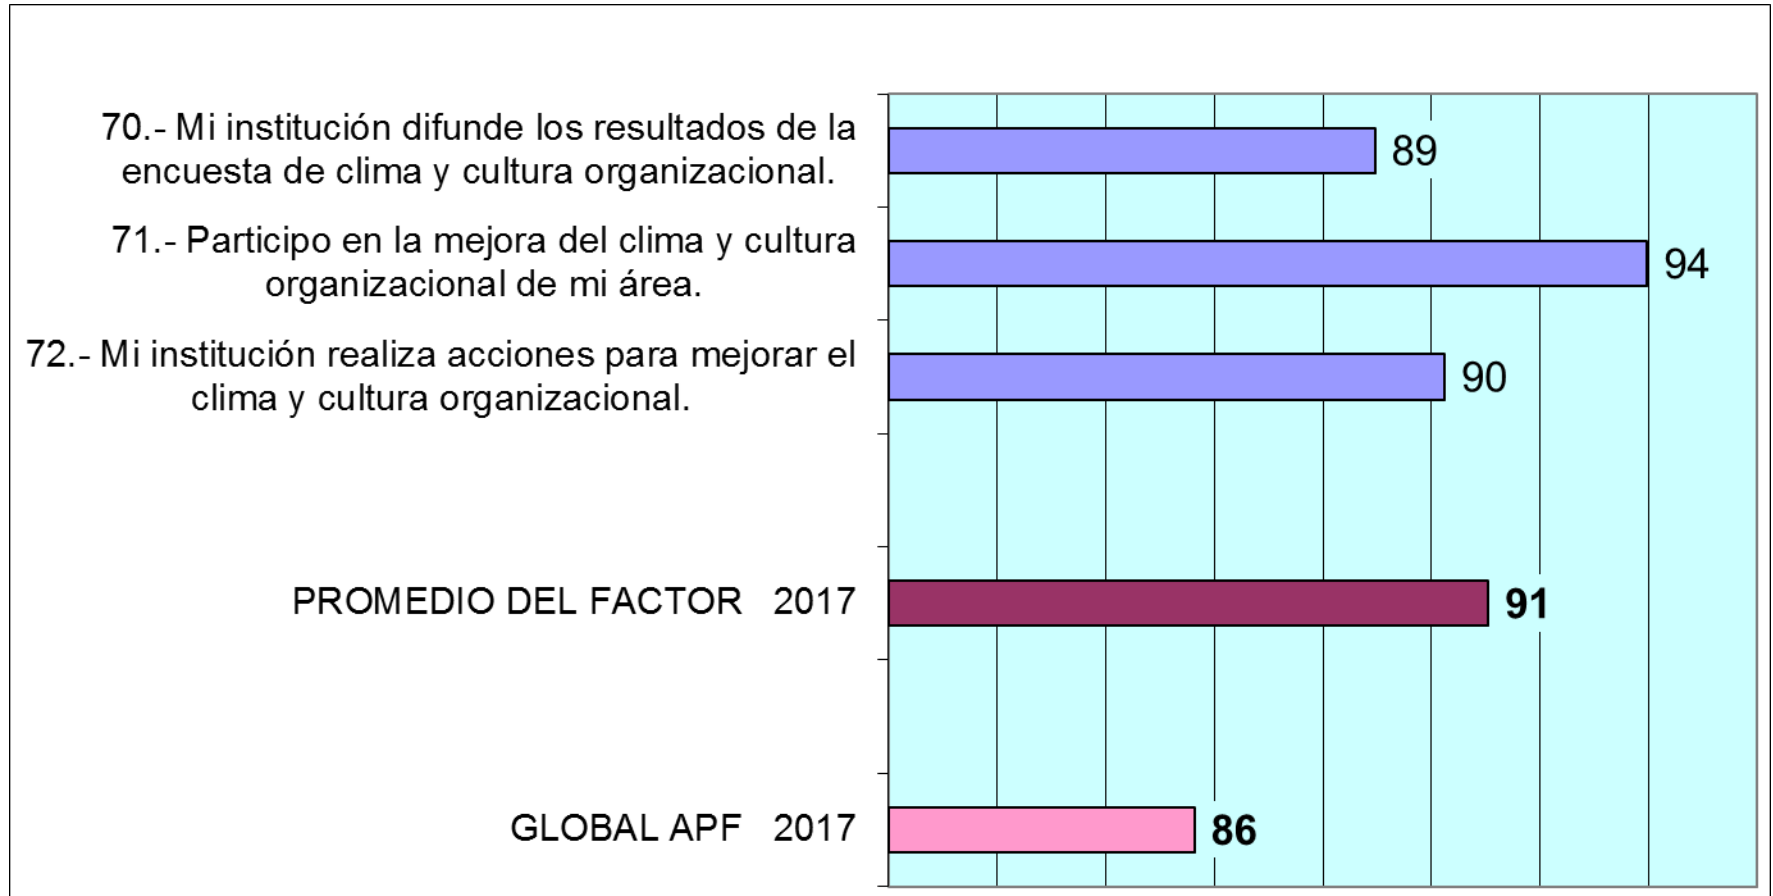 70.- Mi institución difunde los resultados de la
encuesta de clima y cultura organizacional.
89
71.- Participo en la mejora del clima y cultura
organizacional de mi área.
94
72.- Mi institución realiza acciones para mejorar el
clima y cultura organizacional.
90
PROMEDIO DEL FACTOR 2017
91
GLOBAL APF 2017
86